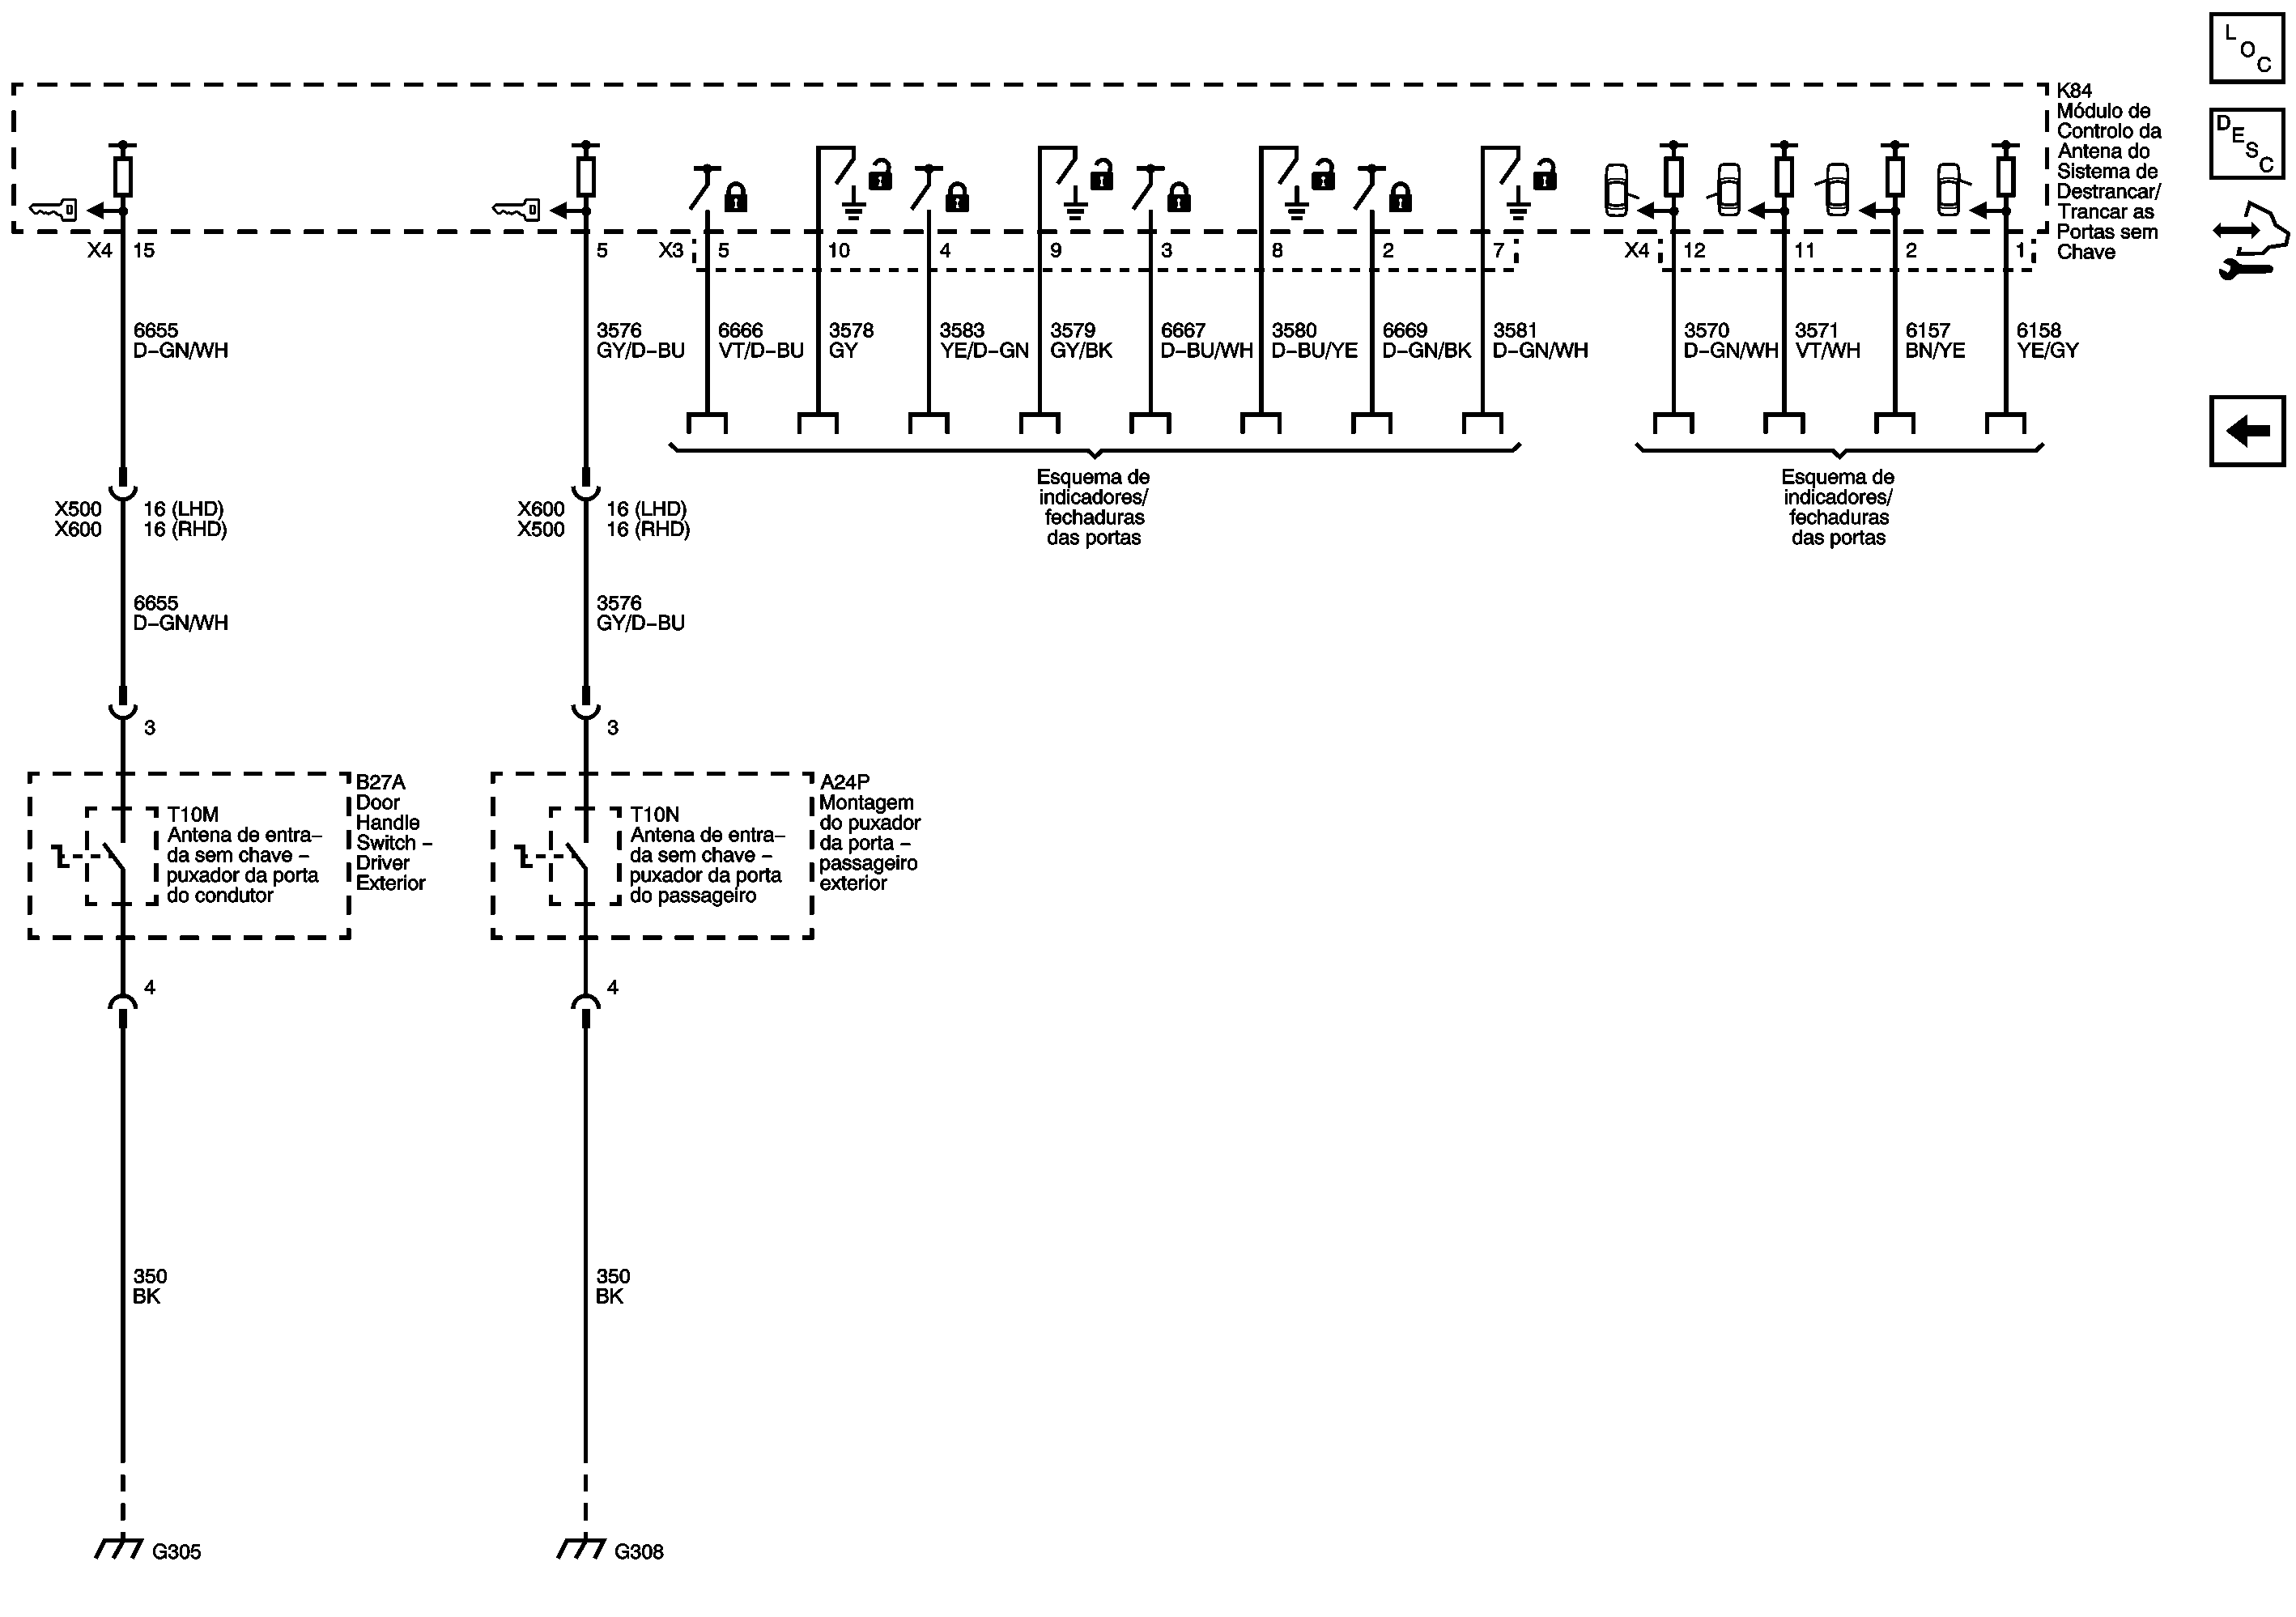 L
O
C
D
E
S
C
K84
Módulo de
Controlo da
Antena do
Sistema de
Destrancar/
Trancar as
Portas sem
Chave
X4 15
5
X3 5 10 4 9 3 8 2 7
X4 12 11 2 1
6655
D-GN/WH
3576
GY/D-BU
6666
VT/D-BU
3578
GY
3583
YE/D-GN
3579
GY/BK
6667
D-BU/WH
3580
D-BU/YE
6669
D-GN/BK
3581
D-GN/WH
3570
D-GN/WH
3571
VT/WH
6157
BN/YE
6158
YE/GY
Esquema de
indicadores/
fechaduras
das portas
Esquema de
indicadores/
fechaduras
das portas
X500 16 (LHD)
X600 16 (RHD)
X600 16 (LHD)
X500 16 (RHD)
6655
D-GN/WH
3576
GY/D-BU
3
3
B27A
Door
Handle
Switch -
Driver
Exterior
T10M
Antena de entra-
da sem chave -
puxador da porta
do condutor
A24P
Montagem
do puxador
da porta -
passageiro
exterior
T10N
Antena de entra-
da sem chave -
puxador da porta
do passageiro
4
4
350
BK
350
BK
G305
G308